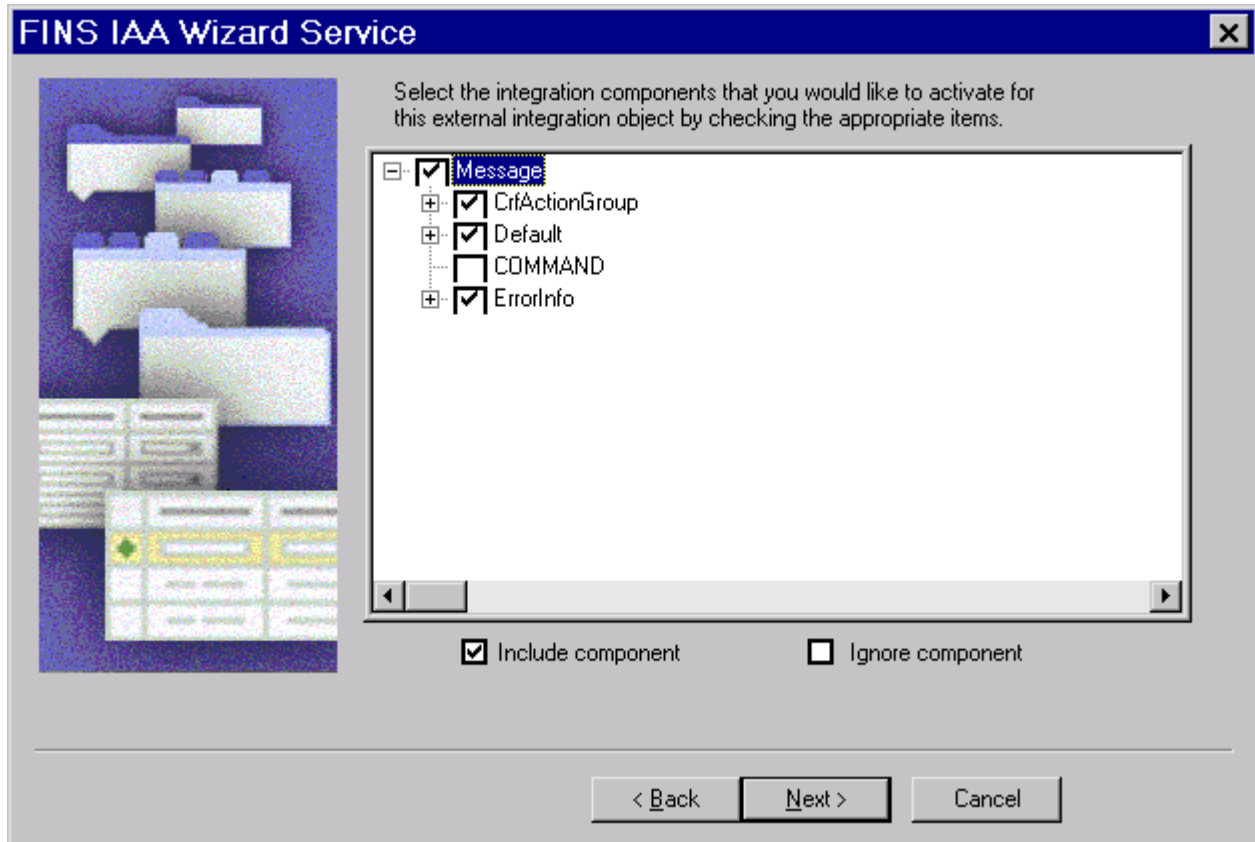 FINS IAA Wizard Service
Select the integration components that you would like to activate for
this external integration object by checking the appropriate items.
Message
CrfActionGroup
Default
COMMAND
ErrorInfo
Include component
Ignore component
< Back
Next >
Cancel